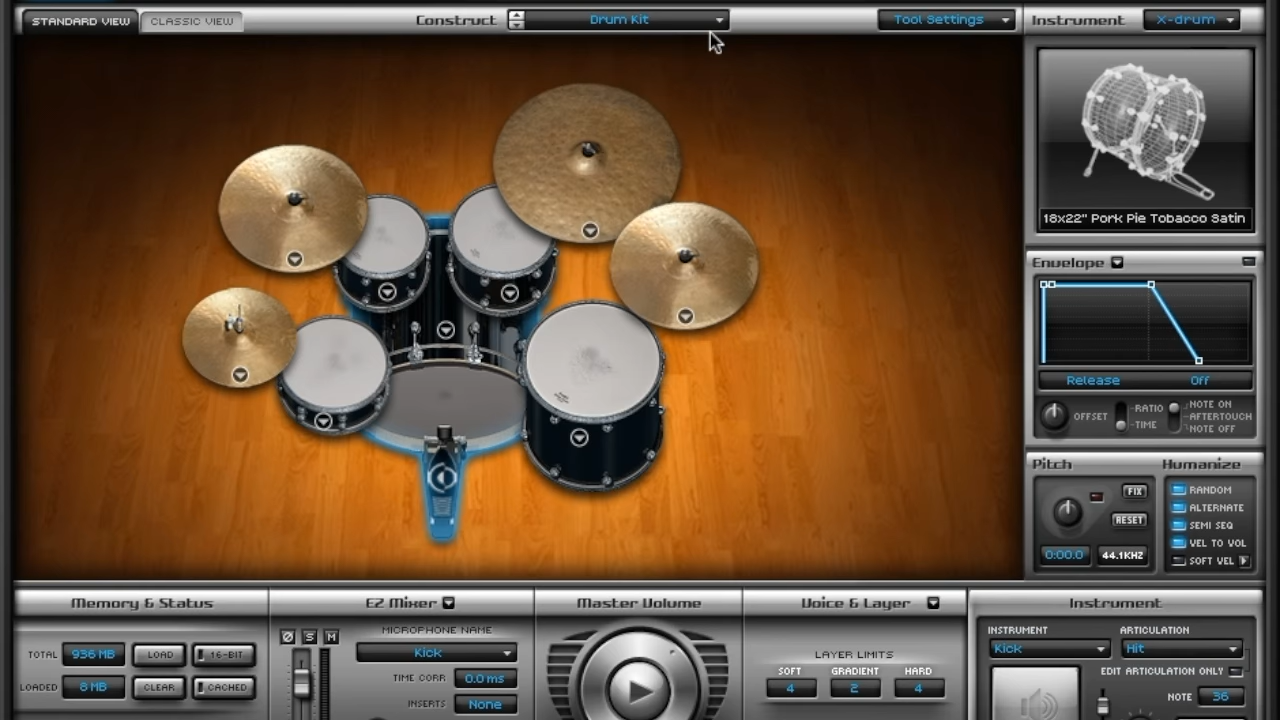 STANDARD VIEW
CLASSIC VIEW
Construct
Drum Kit
Tool Settings
Instrument
X-drum
18x22" Pork Pie Tobacco Satin
Envelope
Release
Off
OFFSET
RATIO
TIME
NOTE ON
AFTERTOUCH
NOTE OFF
Pitch
FIX
RESET
0:00.0
44.1KHZ
Humanize
RANDOM
ALTERNATE
SEMI SEQ
VEL TO VOL
SOFT VEL
Memory & Status
TOTAL
936 MB
LOAD
16-BIT
LOADED
8 MB
CLEAR
CACHED
EZ Mixer
Ø S M
MICROPHONE NAME
Kick
TIME CORR
0.0 ms
INSERTS
None
Master Volume
Voice & Layer
LAYER LIMITS
SOFT
GRADIENT
HARD
4
2
4
Instrument
INSTRUMENT
ARTICULATION
Kick
Hit
EDIT ARTICULATION ONLY
NOTE
36